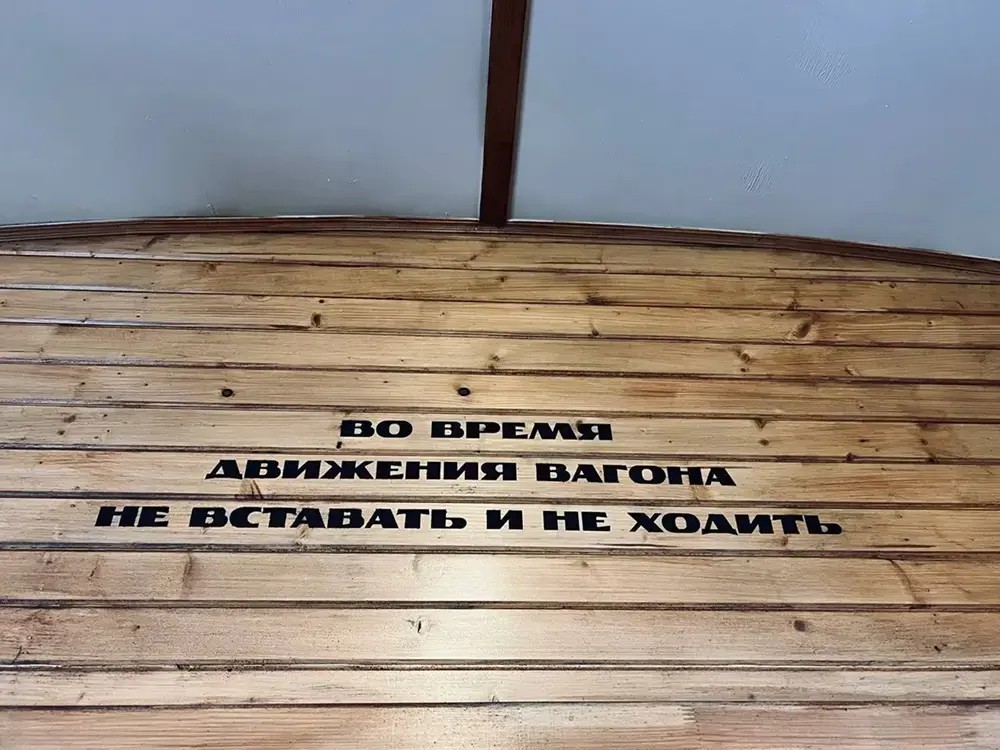 ВО ВРЕМЯ
ДВИЖЕНИЯ ВАГОНА
НЕ ВСТАВАТЬ И НЕ ХОДИТЬ